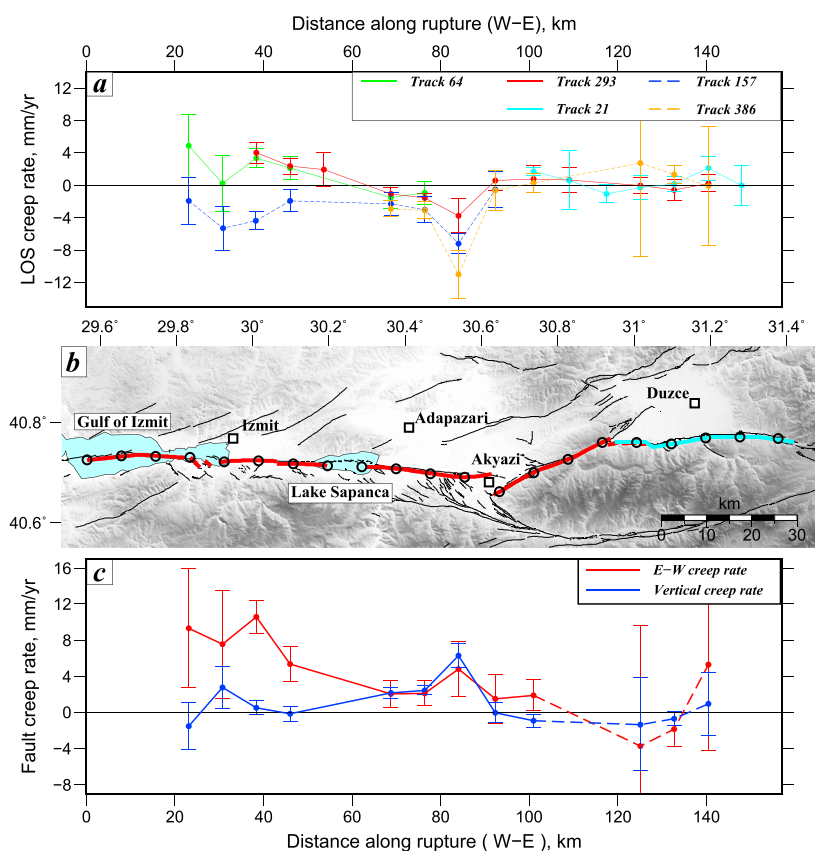 Distance along rupture (W−E), km
0 20 40 60 80 100 120 140
a
Track 64 Track 293 Track 157
Track 21 Track 386
LOS creep rate, mm/yr
12
8
4
0
−4
−8
−12
29.6˚ 29.8˚ 30˚ 30.2˚ 30.4˚ 30.6˚ 30.8˚ 31˚ 31.2˚ 31.4˚
b
40.8˚
40.6˚
Duzce
Gulf of Izmit
Izmit
Adapazari
Akyazi
Lake Sapanca
km
0 10 20 30
c
E−W creep rate
Vertical creep rate
Fault creep rate, mm/yr
16
12
8
4
0
−4
−8
0 20 40 60 80 100 120 140
Distance along rupture ( W−E ), km